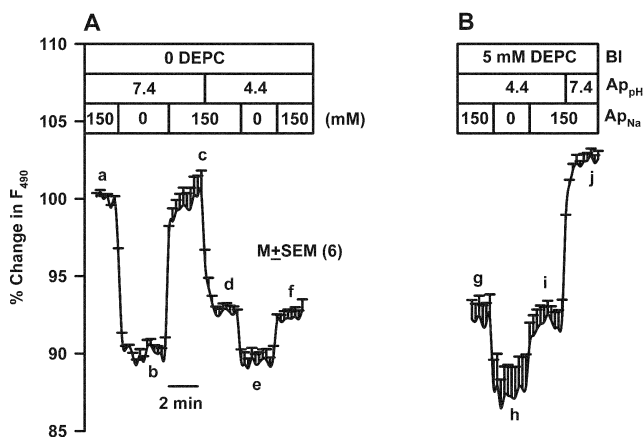 A
B
110
105
100
95
90
85
% Change in F490
0 DEPC
7.4 4.4
150 0 150 0 150 (mM)
5 mM DEPC Bl
4.4 7.4 AppH
150 0 150 ApNa
a
b
c
d
e
f
M±SEM (6)
2 min
g
h
i
j